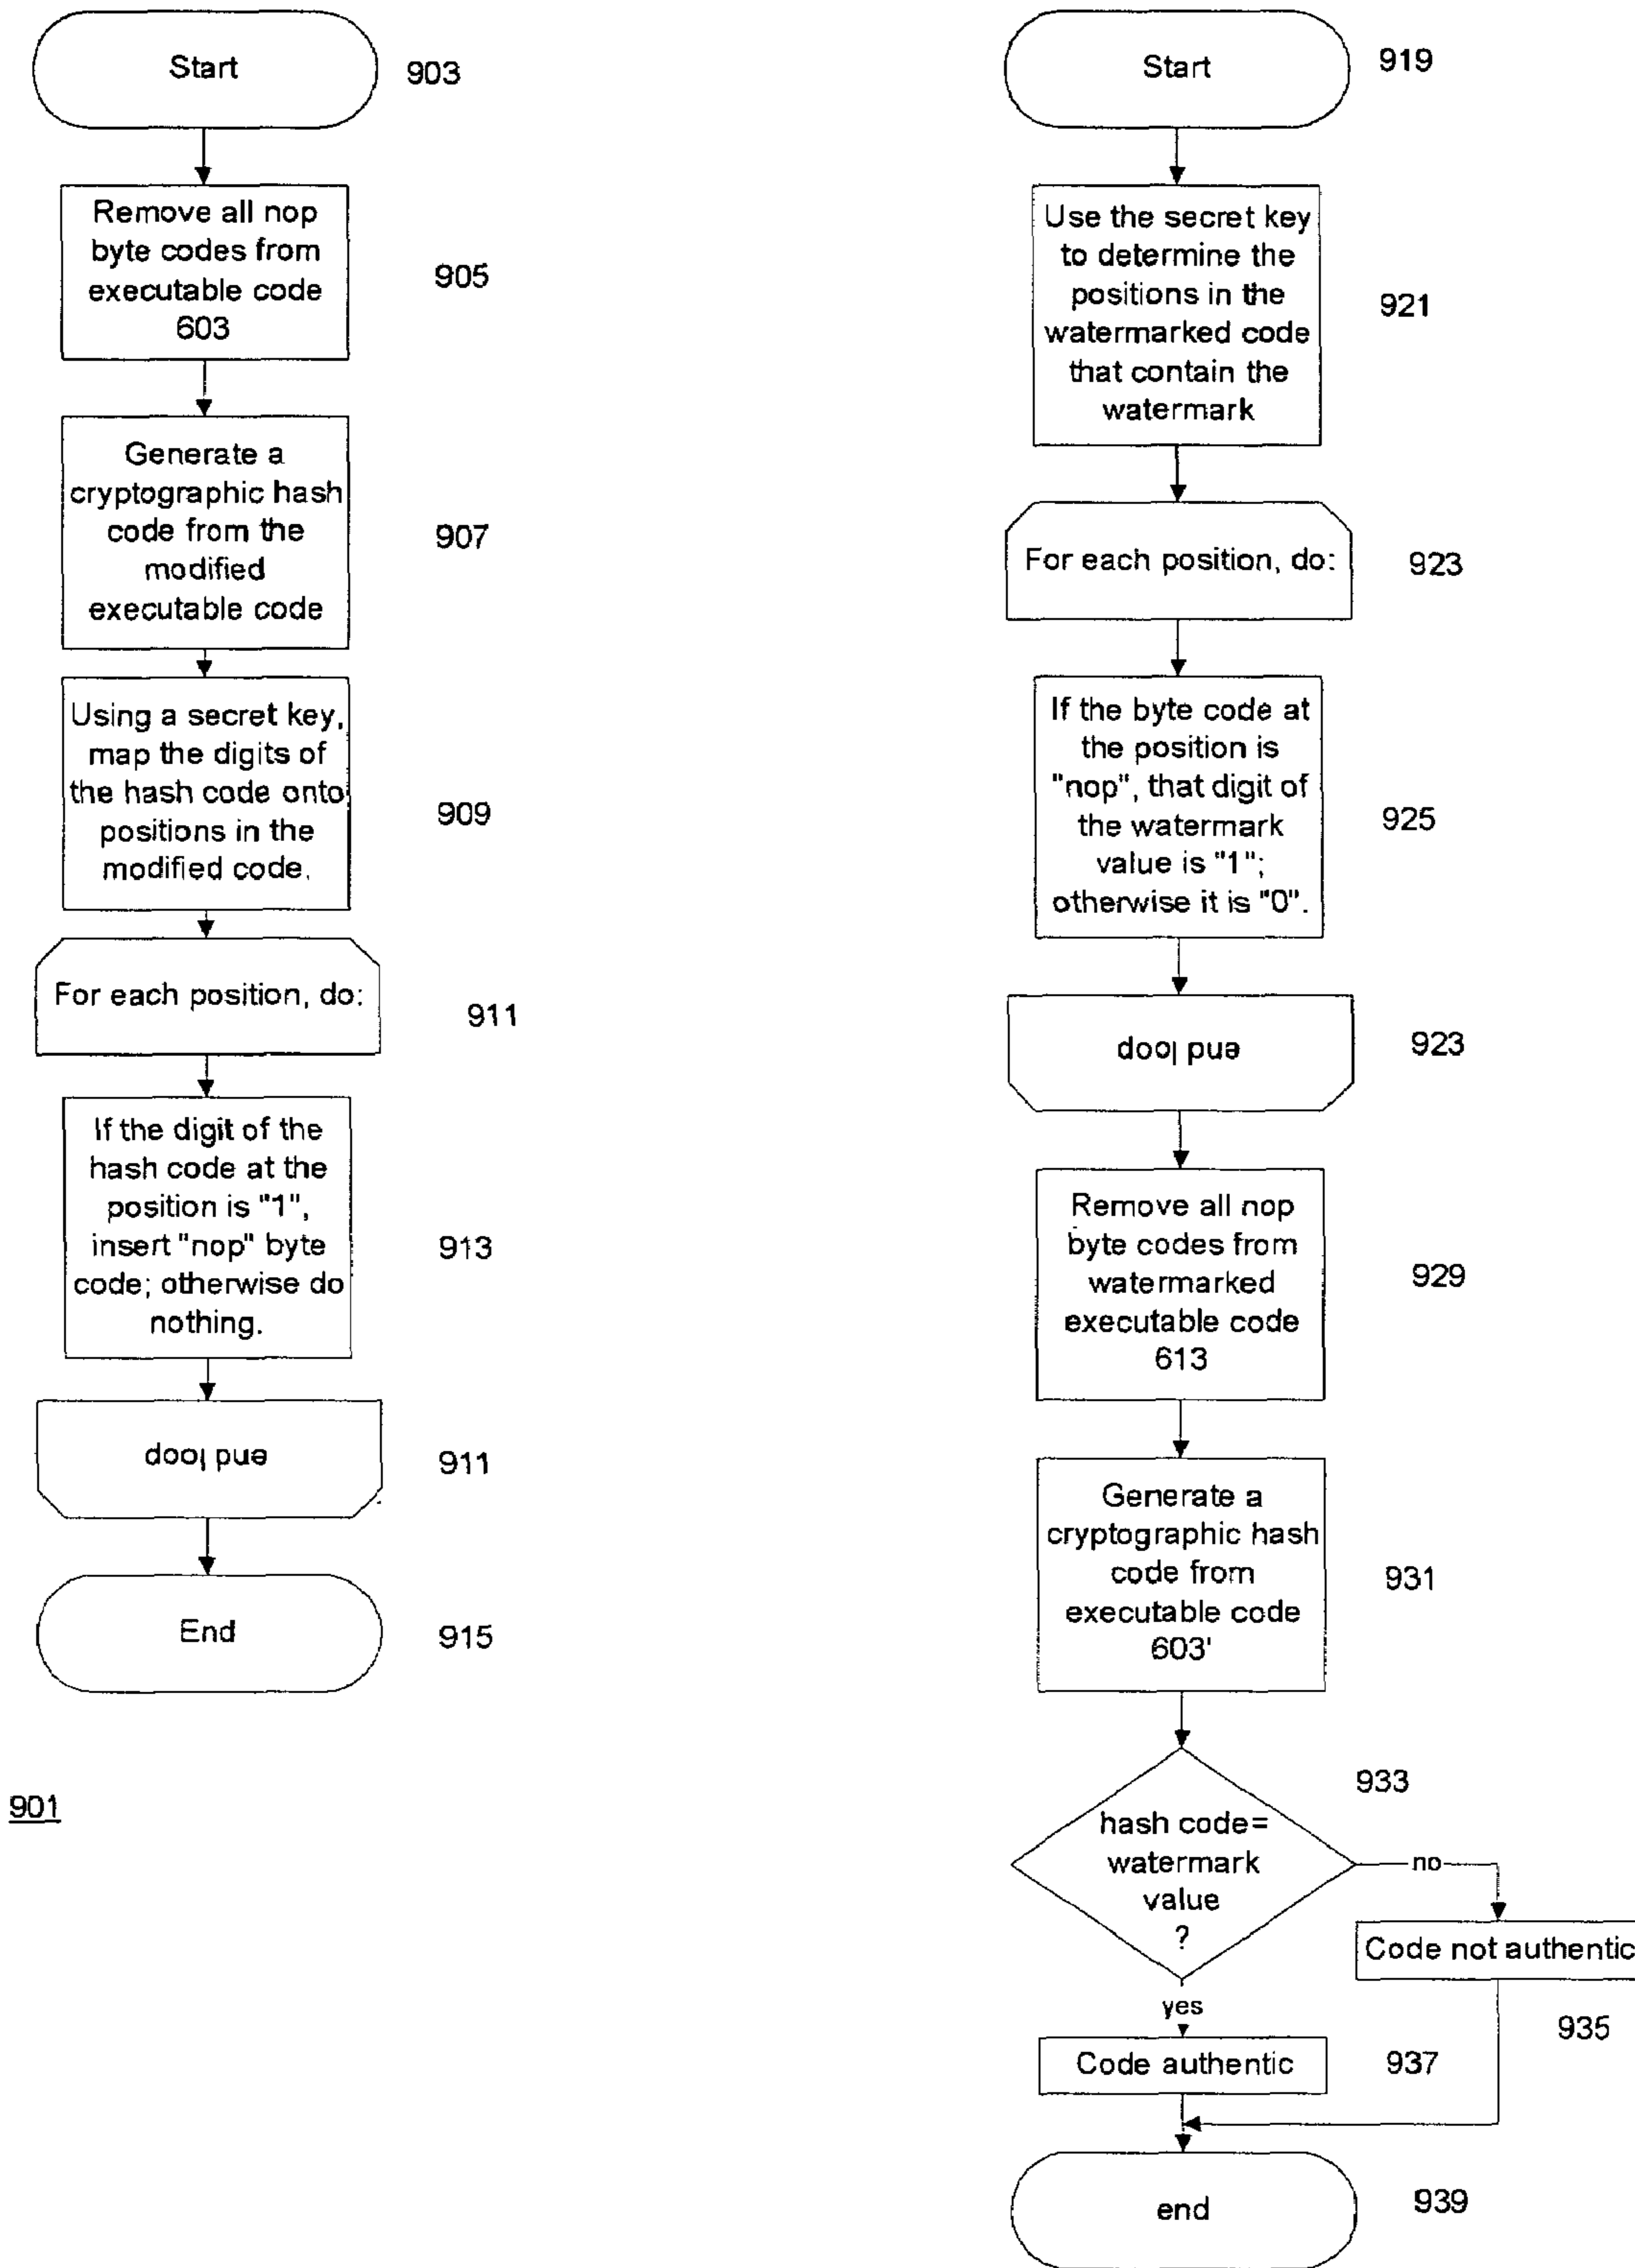 Start
903
Remove all nop
byte codes from
executable code
603
905
Generate a
cryptographic hash
code from the
modified
executable code
907
Using a secret key,
map the digits of
the hash code onto
positions in the
modified code.
909
For each position, do:
911
If the digit of the
hash code at the
position is "1",
insert "nop" byte
code; otherwise do
nothing.
913
end loop
911
End
915
901
Start
919
Use the secret key
to determine the
positions in the
watermarked code
that contain the
watermark
921
For each position, do:
923
If the byte code at
the position is
"nop", that digit of
the watermark
value is "1";
otherwise it is "0".
925
end loop
923
Remove all nop
byte codes from
watermarked
executable code
613
929
Generate a
cryptographic hash
code from
executable code
603'
931
hash code=
watermark
value
?
933
no
Code not authentic
935
yes
Code authentic
937
end
939